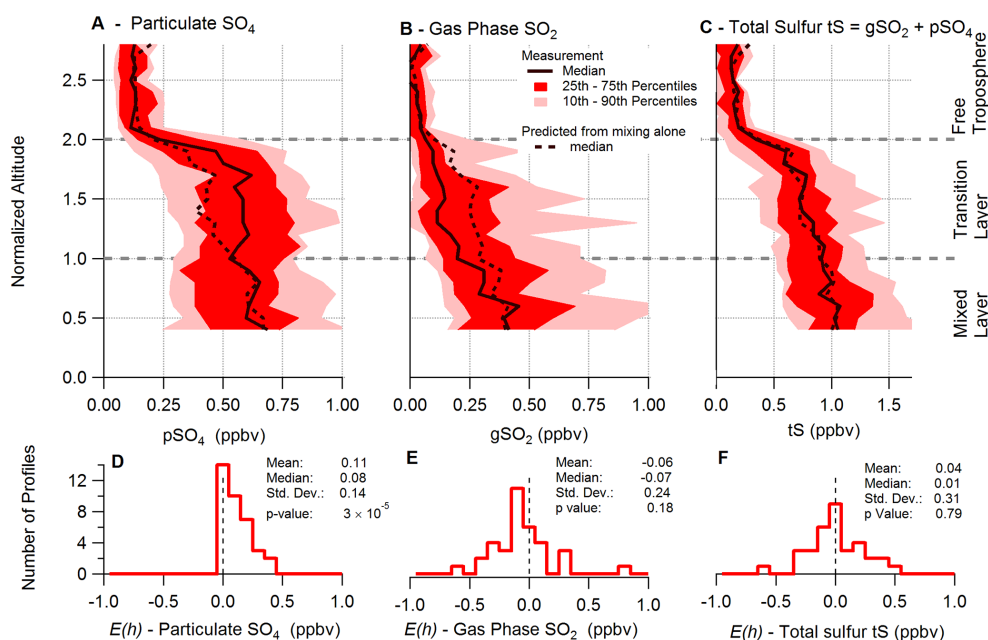 A - Particulate SO4
B - Gas Phase SO2
C - Total Sulfur tS = gSO2 + pSO4
Measurement
Median
25th - 75th Percentiles
10th - 90th Percentiles
Predicted from mixing alone
median
Normalized Altitude
2.5
2.0
1.5
1.0
0.5
0.0
Free
Troposphere
Transition
Layer
Mixed
Layer
0.00 0.25 0.50 0.75 1.00
0.00 0.25 0.50 0.75 1.00
0.0 0.5 1.0 1.5
pSO4 (ppbv)
gSO2 (ppbv)
tS (ppbv)
Number of Profiles
12
8
4
0
D
Mean: 0.11
Median: 0.08
Std. Dev.: 0.14
p-value: 3 × 10-5
E
Mean: -0.06
Median: -0.07
Std. Dev.: 0.24
p value: 0.18
F
Mean: 0.04
Median: 0.01
Std. Dev.: 0.31
p Value: 0.79
-1.0 -0.5 0.0 0.5 1.0
-1.0 -0.5 0.0 0.5 1.0
-1.0 -0.5 0.0 0.5 1.0
E(h) - Particulate SO4 (ppbv)
E(h) - Gas Phase SO2 (ppbv)
E(h) - Total sulfur tS (ppbv)